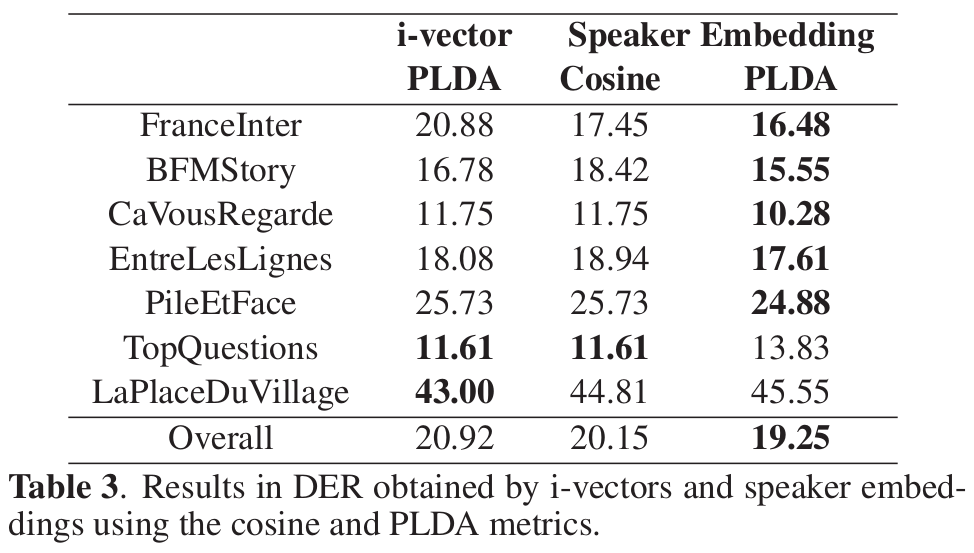 i-vector Speaker Embedding
PLDA Cosine PLDA
FranceInter 20.88 17.45 16.48
BFMStory 16.78 18.42 15.55
CaVousRegarde 11.75 11.75 10.28
EntreLesLignes 18.08 18.94 17.61
PileEtFace 25.73 25.73 24.88
TopQuestions 11.61 11.61 13.83
LaPlaceDuVillage 43.00 44.81 45.55
Overall 20.92 20.15 19.25
Table 3. Results in DER obtained by i-vectors and speaker embed-
dings using the cosine and PLDA metrics.